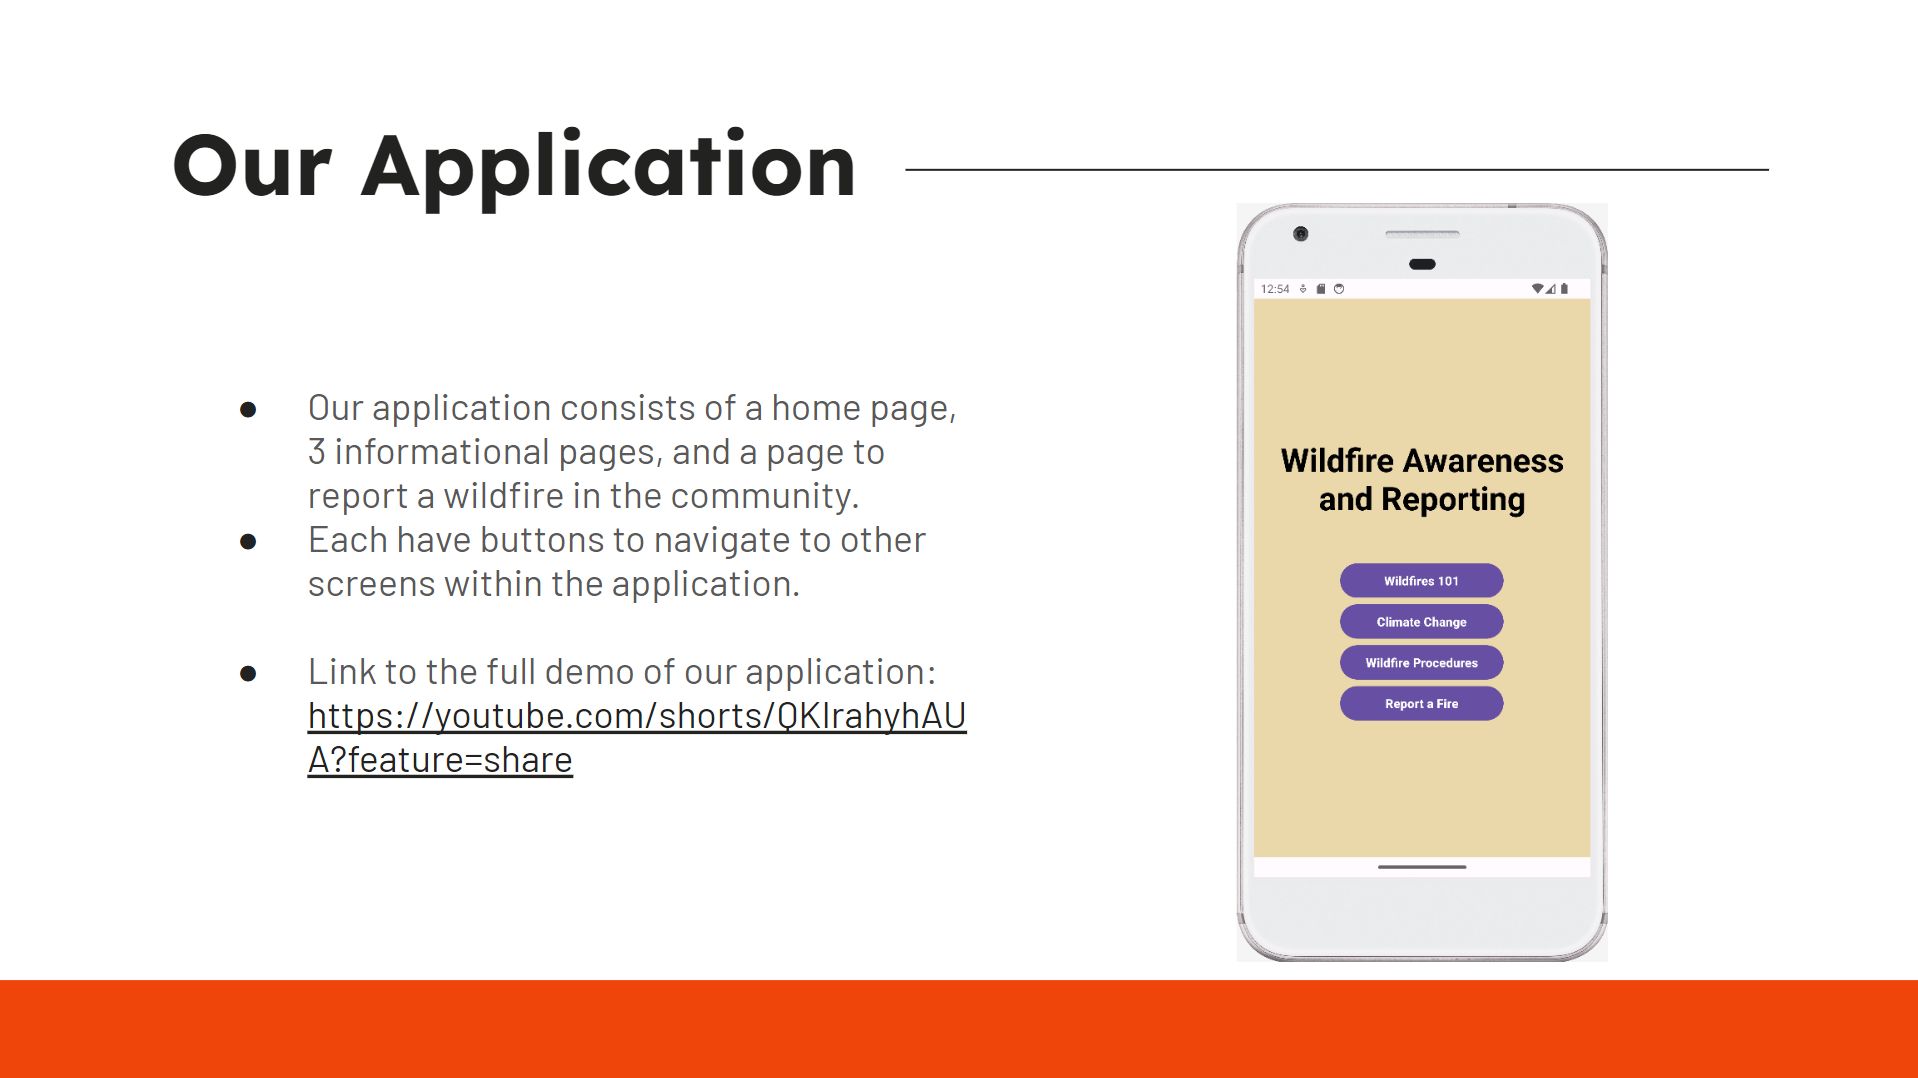 Our Application
● Our application consists of a home page,
3 informational pages, and a page to
report a wildfire in the community.
● Each have buttons to navigate to other
screens within the application.
● Link to the full demo of our application:
https://youtube.com/shorts/QKIrahyhAU
A?feature=share
12:54
Wildfire Awareness
and Reporting
Wildfires 101
Climate Change
Wildfire Procedures
Report a Fire